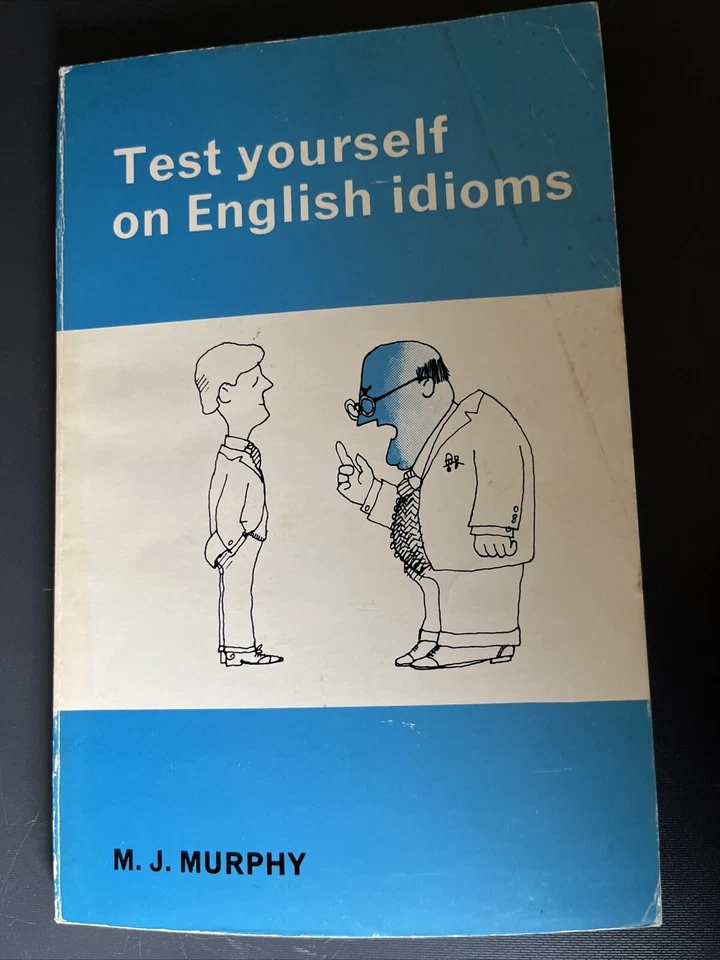 Test yourself
on English idioms
M. J. MURPHY